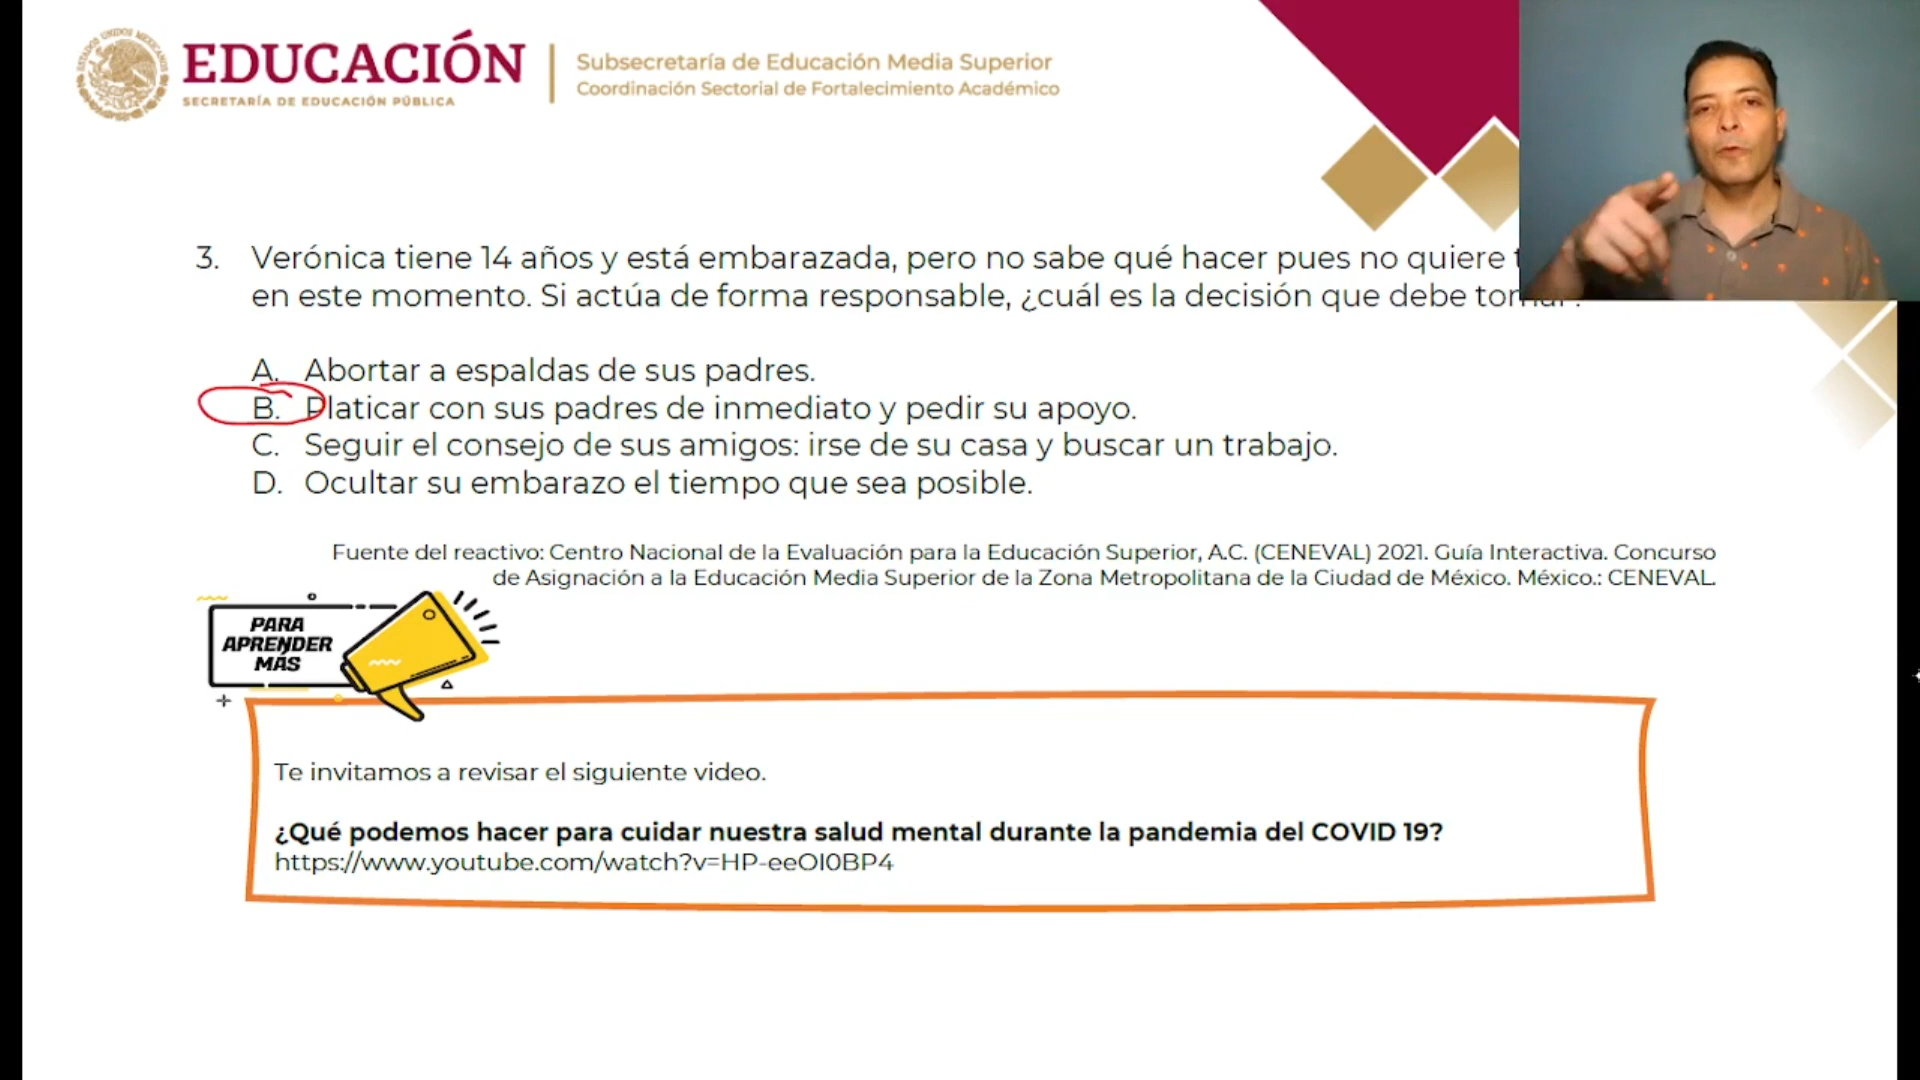 EDUCACIÓN
SECRETARÍA DE EDUCACIÓN PÚBLICA
Subsecretaría de Educación Media Superior
Coordinación Sectorial de Fortalecimiento Académico
3. Verónica tiene 14 años y está embarazada, pero no sabe qué hacer pues no quiere
en este momento. Si actúa de forma responsable, ¿cuál es la decisión que debe tomar?
A. Abortar a espaldas de sus padres.
B. Platicar con sus padres de inmediato y pedir su apoyo.
C. Seguir el consejo de sus amigos: irse de su casa y buscar un trabajo.
D. Ocultar su embarazo el tiempo que sea posible.
Fuente del reactivo: Centro Nacional de la Evaluación para la Educación Superior, A.C. (CENEVAL) 2021. Guía Interactiva. Concurso
de Asignación a la Educación Media Superior de la Zona Metropolitana de la Ciudad de México. México.: CENEVAL.
PARA
APRENDER
MÁS
Te invitamos a revisar el siguiente video.
¿Qué podemos hacer para cuidar nuestra salud mental durante la pandemia del COVID 19?
https://www.youtube.com/watch?v=HP-eeOI0BP4